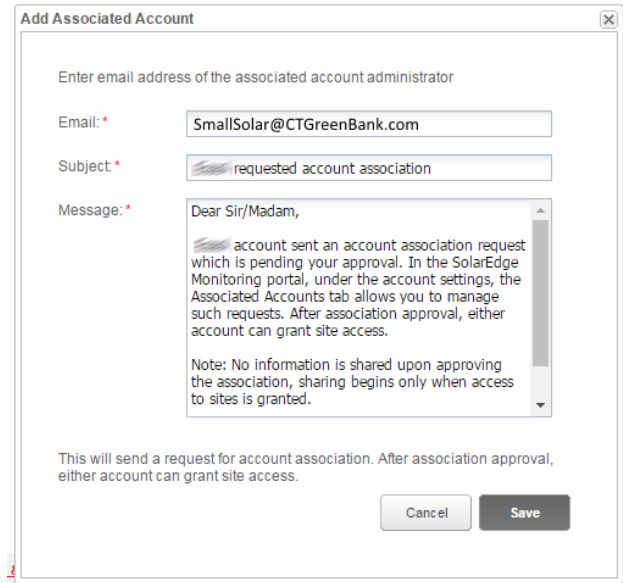 Add Associated Account
Enter email address of the associated account administrator
Email: *
SmallSolar@CTGreenBank.com
Subject: *
requested account association
Message: *
Dear Sir/Madam,
account sent an account association request
which is pending your approval. In the SolarEdge
Monitoring portal, under the account settings, the
Associated Accounts tab allows you to manage
such requests. After association approval, either
account can grant site access.
Note: No information is shared upon approving
the association, sharing begins only when access
to sites is granted.
This will send a request for account association. After association approval,
either account can grant site access.
Cancel
Save